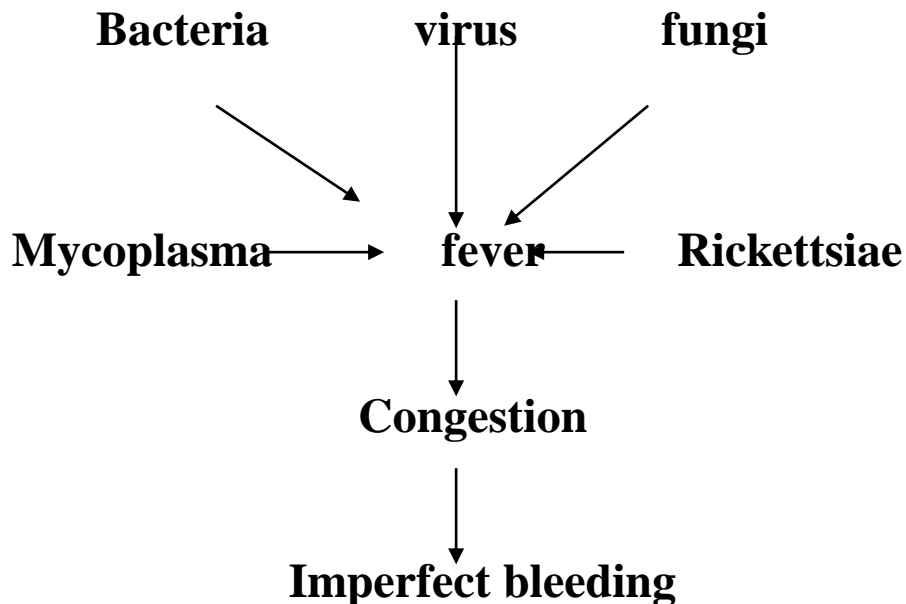 Bacteria virus fungi
Mycoplasma fever Rickettsiae
Congestion
Imperfect bleeding